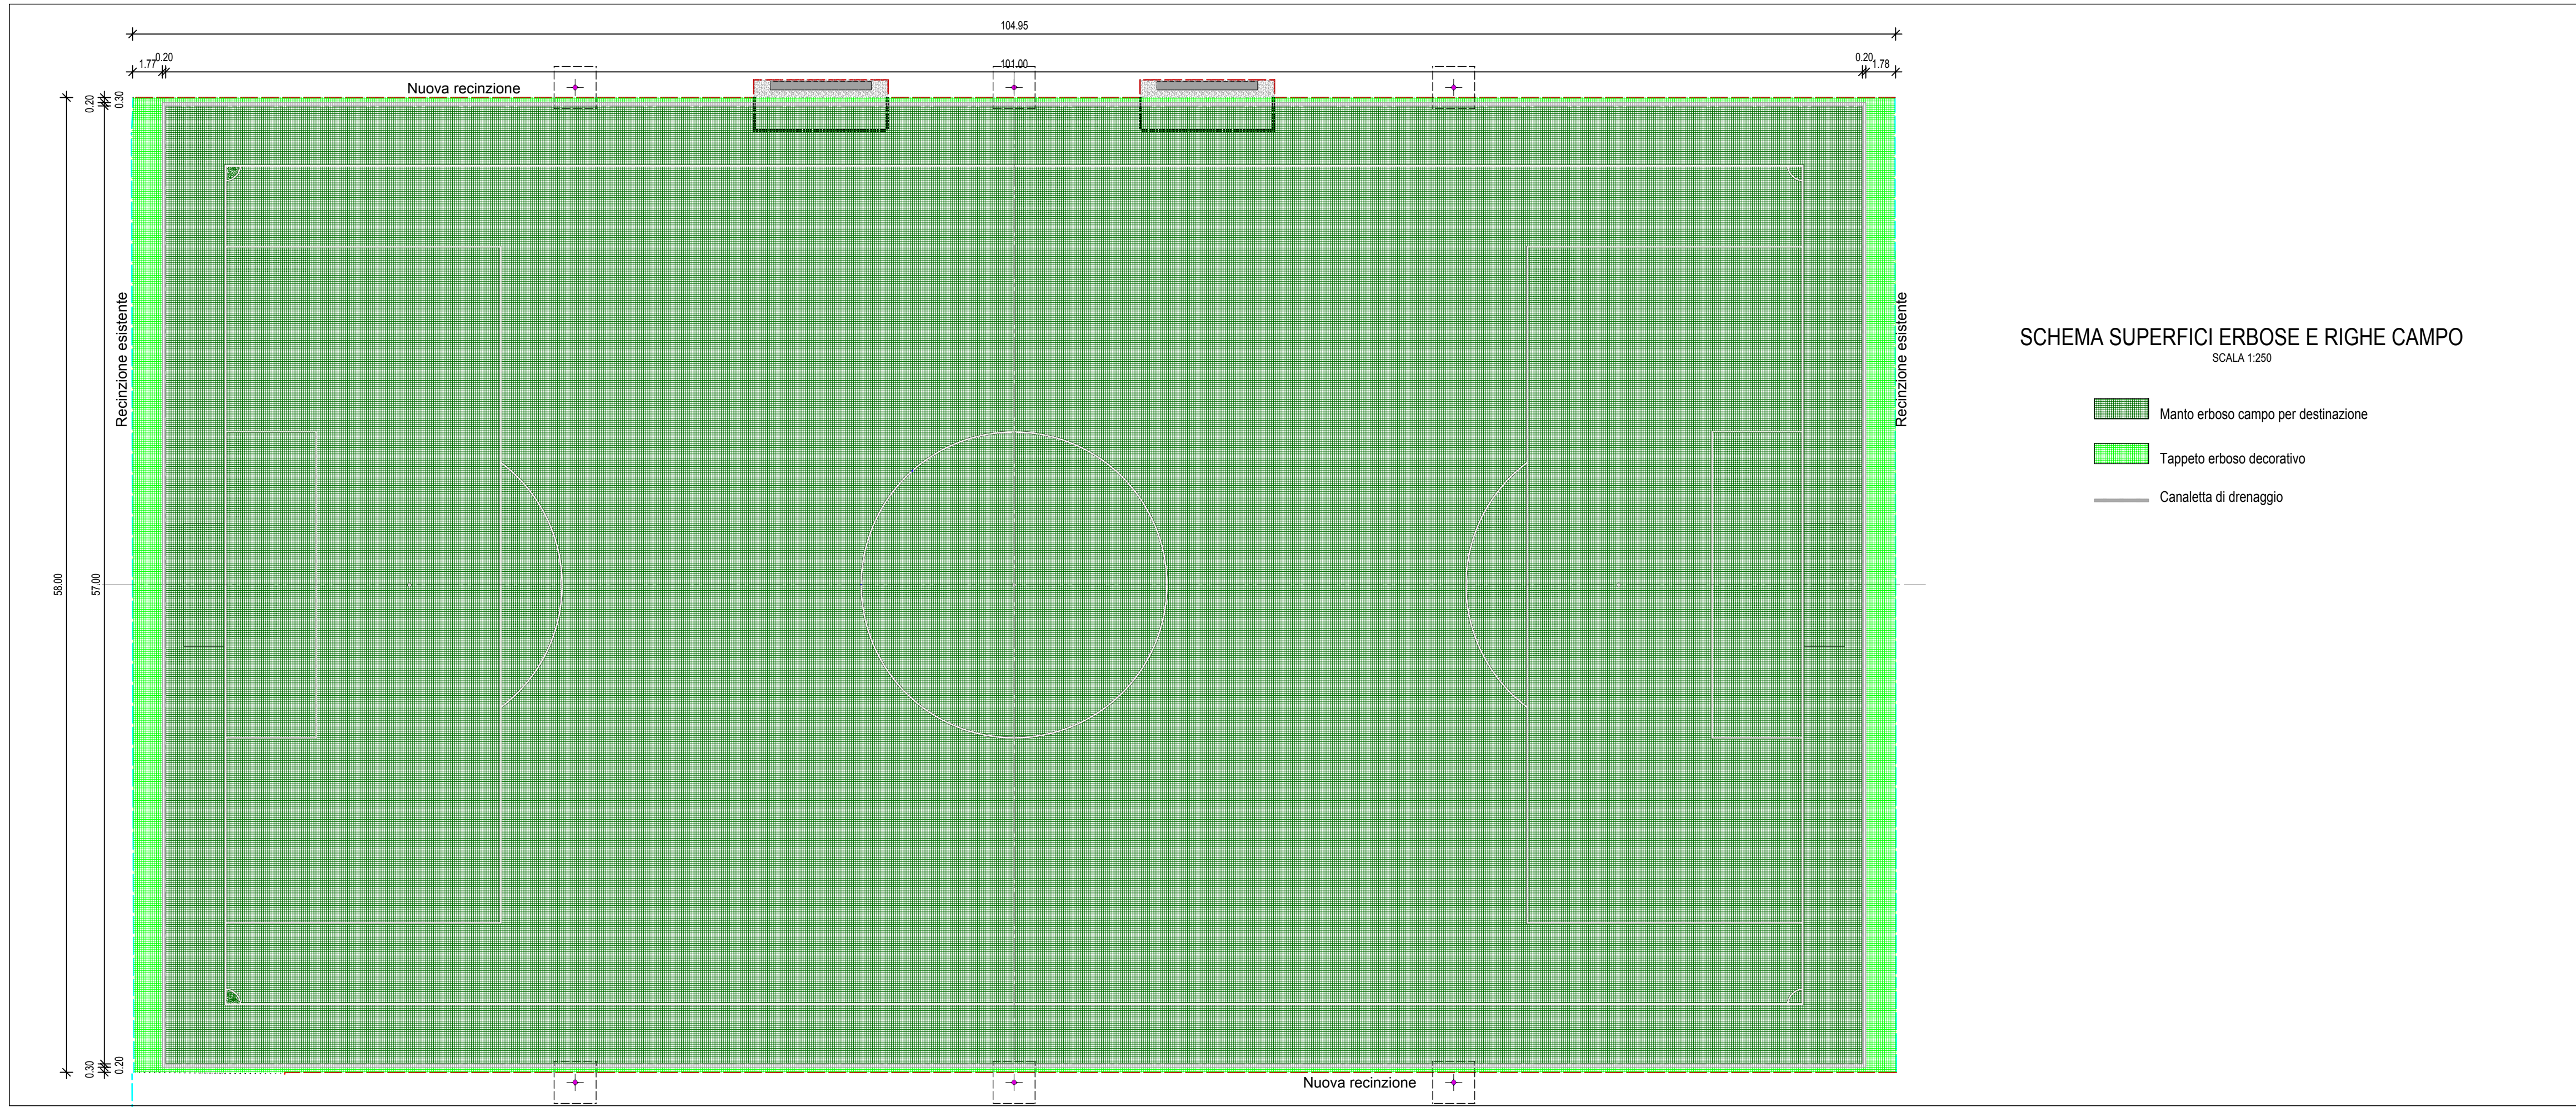 104.95
1.77
0.20
101.00
0.20
1.78
Nuova recinzione
0.20
0.30
Recinzione esistente
Recinzione esistente
58.00
57.00
0.30
0.20
Nuova recinzione
SCHEMA SUPERFICI ERBOSE E RIGHE CAMPO
SCALA 1:250
Manto erboso campo per destinazione
Tappeto erboso decorativo
Canaletta di drenaggio